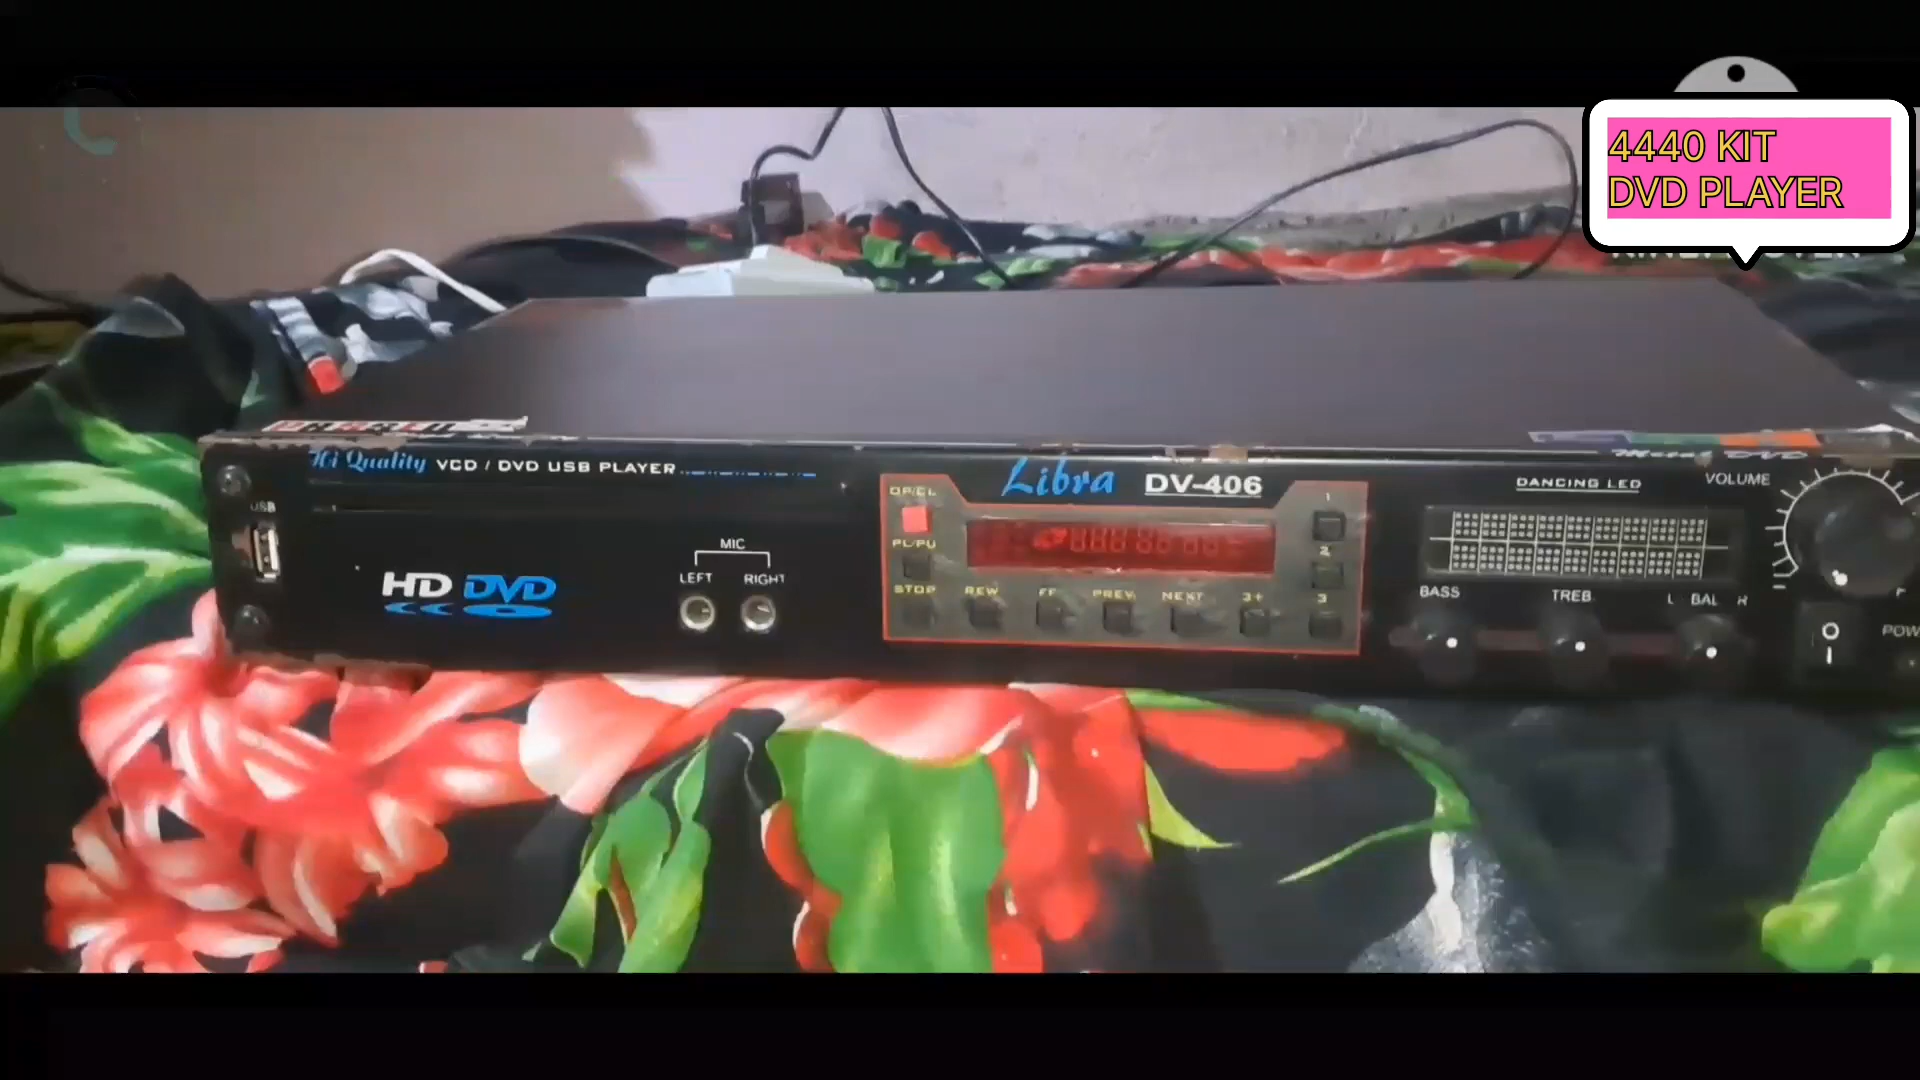 4440 KIT
DVD PLAYER
Hi Quality VCD / DVD USB PLAYER
Libra DV-406
DANCING LED
VOLUME
USB
OP/CL
1
PL/PU
2
MIC
LEFT RIGHT
HD DVD
STOP REW FF PREV NEXT 3+ 3
BASS TREB L BAL R